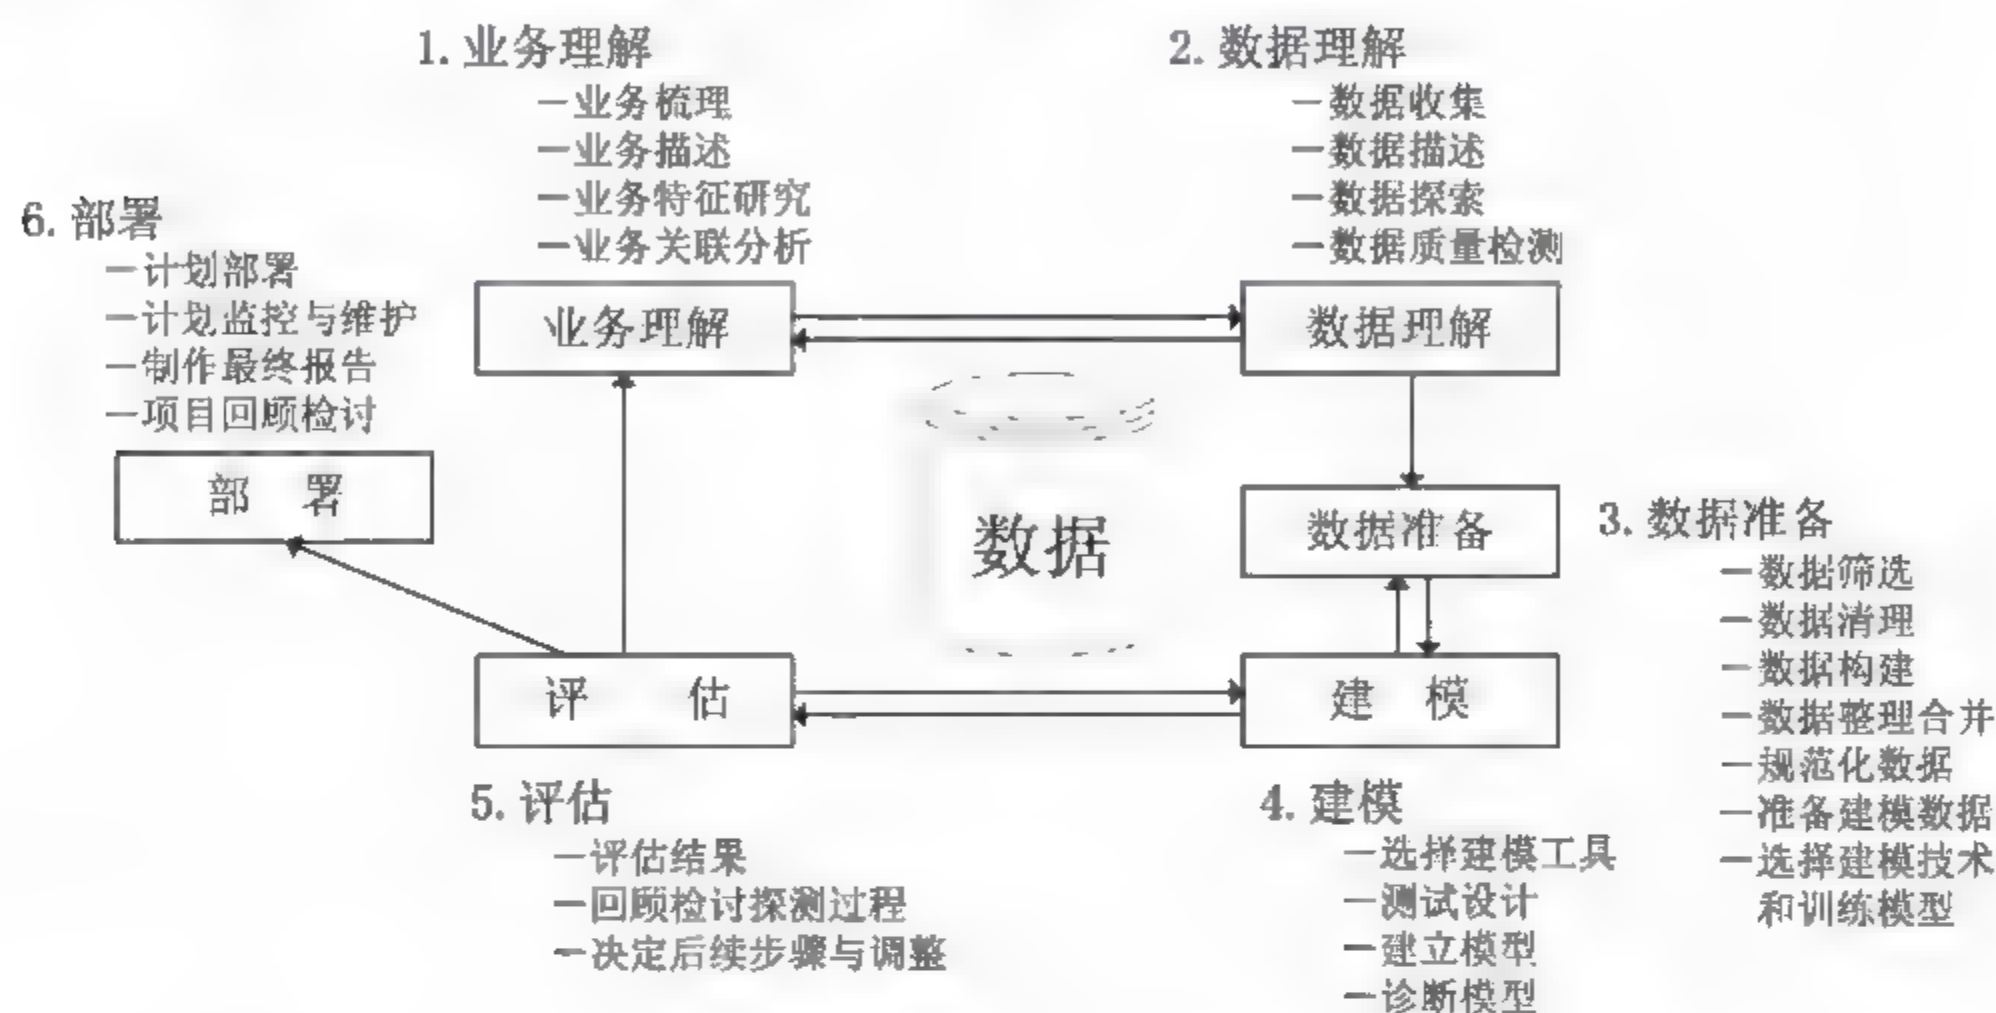 1. 业务理解
—业务梳理
—业务描述
—业务特征研究
—业务关联分析
2. 数据理解
—数据收集
—数据描述
—数据探索
—数据质量检测
6. 部署
—计划部署
—计划监控与维护
—制作最终报告
—项目回顾检讨
业务理解
数据理解
部 署
数据
数据准备
3. 数据准备
—数据筛选
—数据清理
—数据构建
—数据整理合并
—规范化数据
—准备建模数据
—选择建模技术
和训练模型
评 估
建 模
5. 评估
—评估结果
—回顾检讨探测过程
—决定后续步骤与调整
4. 建模
—选择建模工具
—测试设计
—建立模型
—诊断模型